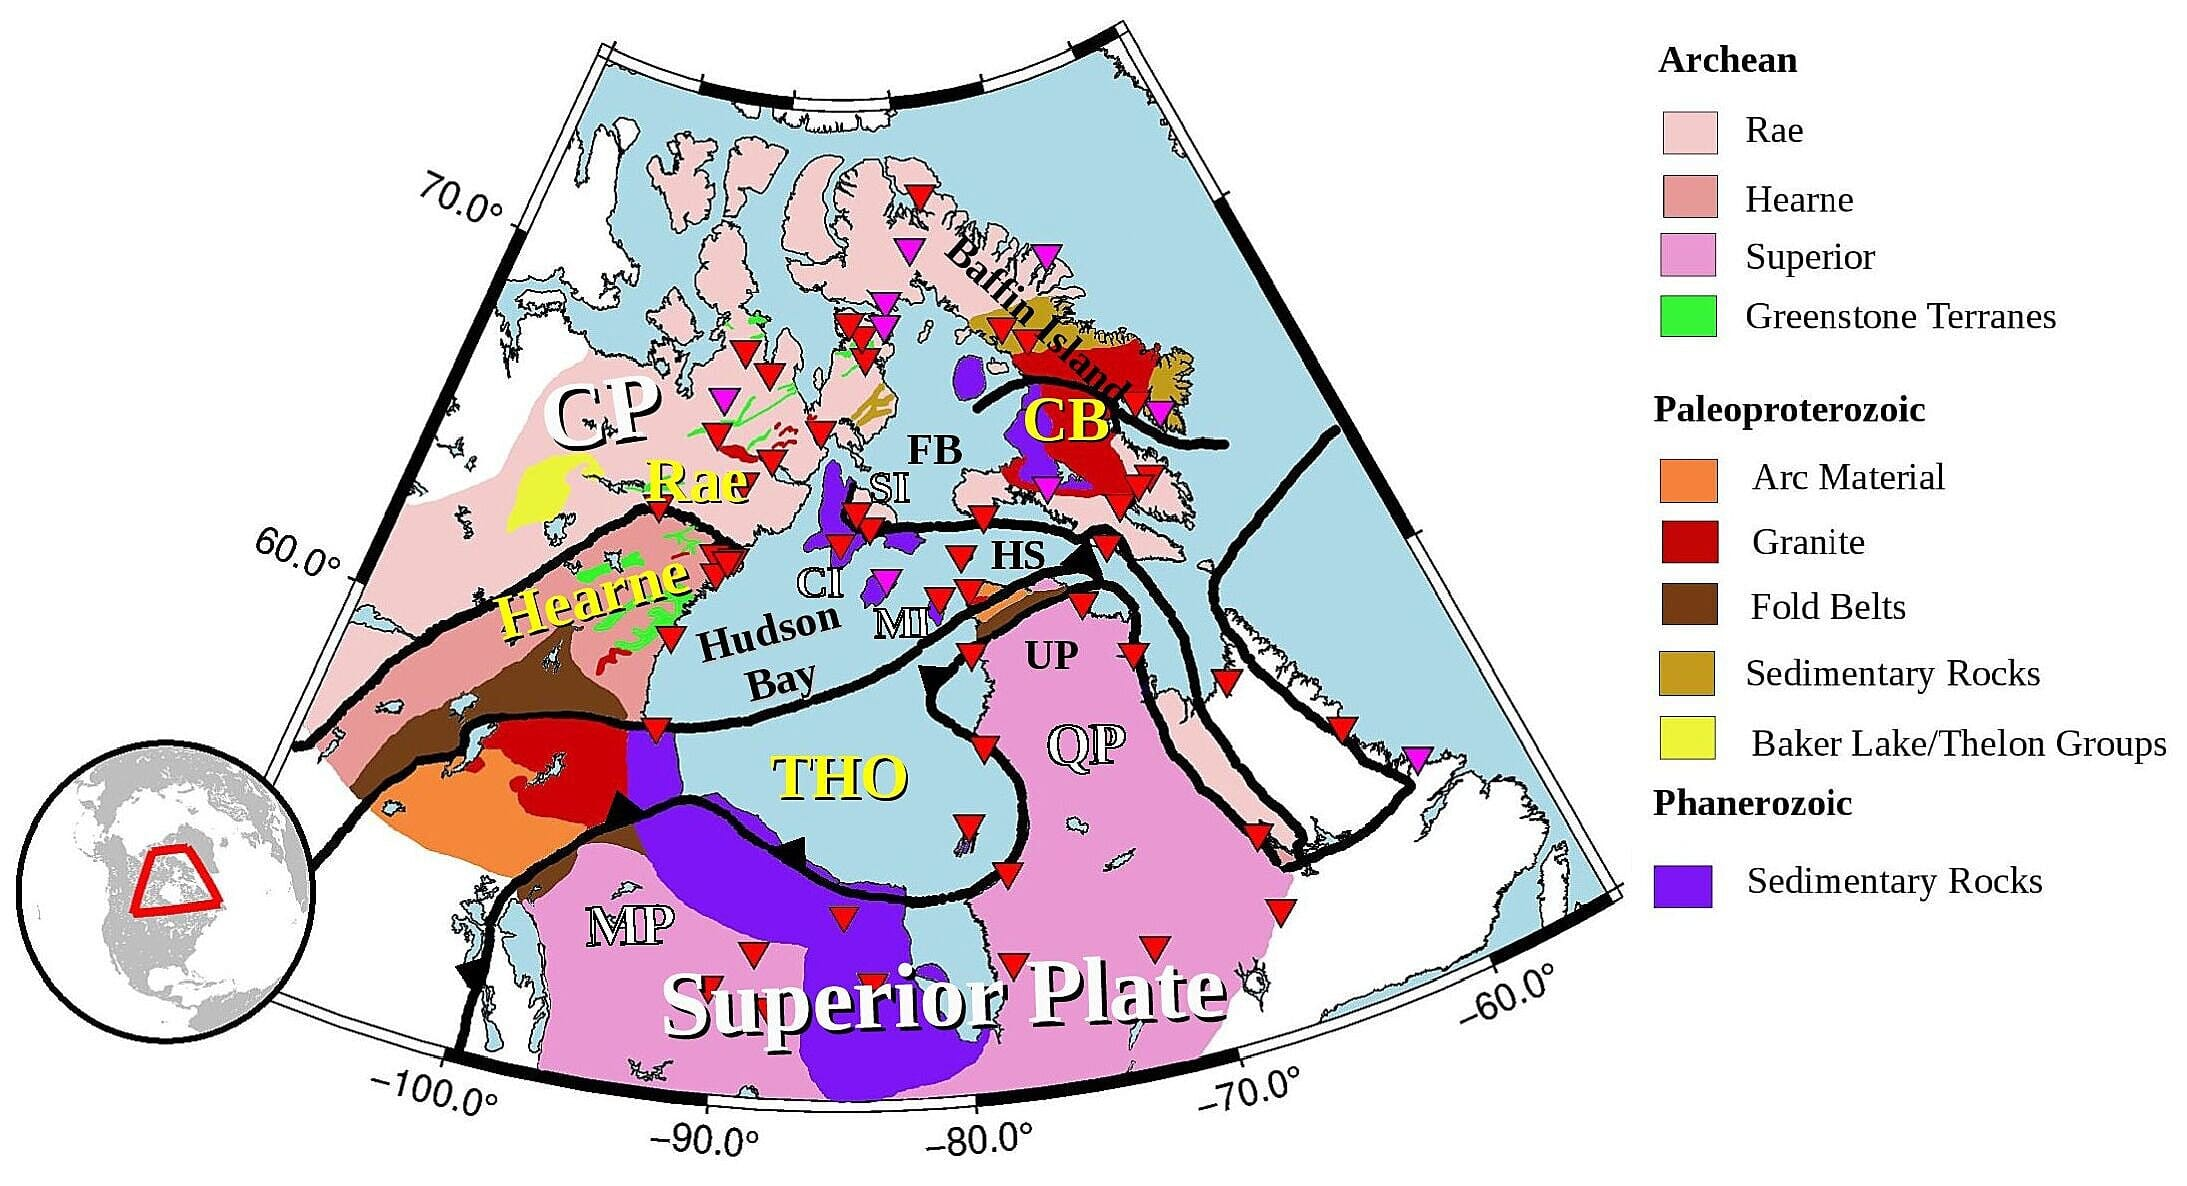 Archean
Rae
Hearne
Superior
Greenstone Terranes
Paleoproterozoic
Arc Material
Granite
Fold Belts
Sedimentary Rocks
Baker Lake/Thelon Groups
Phanerozoic
Sedimentary Rocks
70.0°
60.0°
Baffin Island
CP
CB
FB
Rae
SI
HS
CI
Hearne
MI
Hudson
Bay
UP
QP
THO
MP
Superior Plate
−100.0°
−90.0°
−80.0°
−70.0°
−60.0°